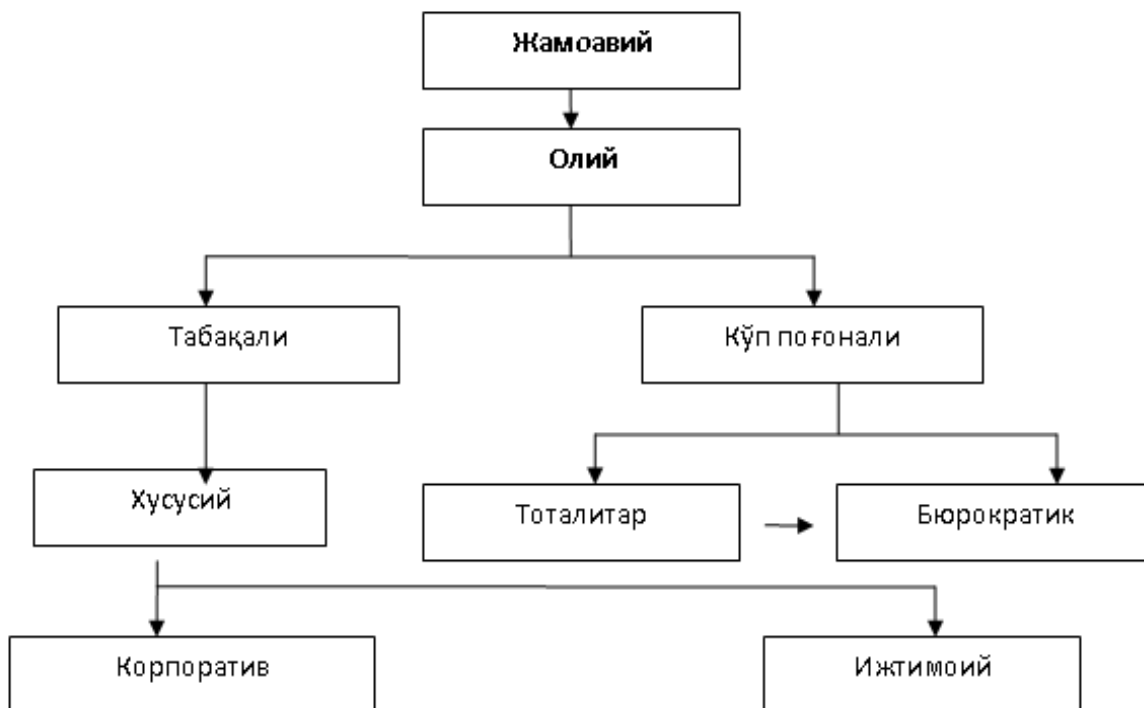 Жамоавий
Олий
Табақали
Кўп поғонали
Хусусий
Тоталитар
Бюрократик
Корпоратив
Ижтимоий